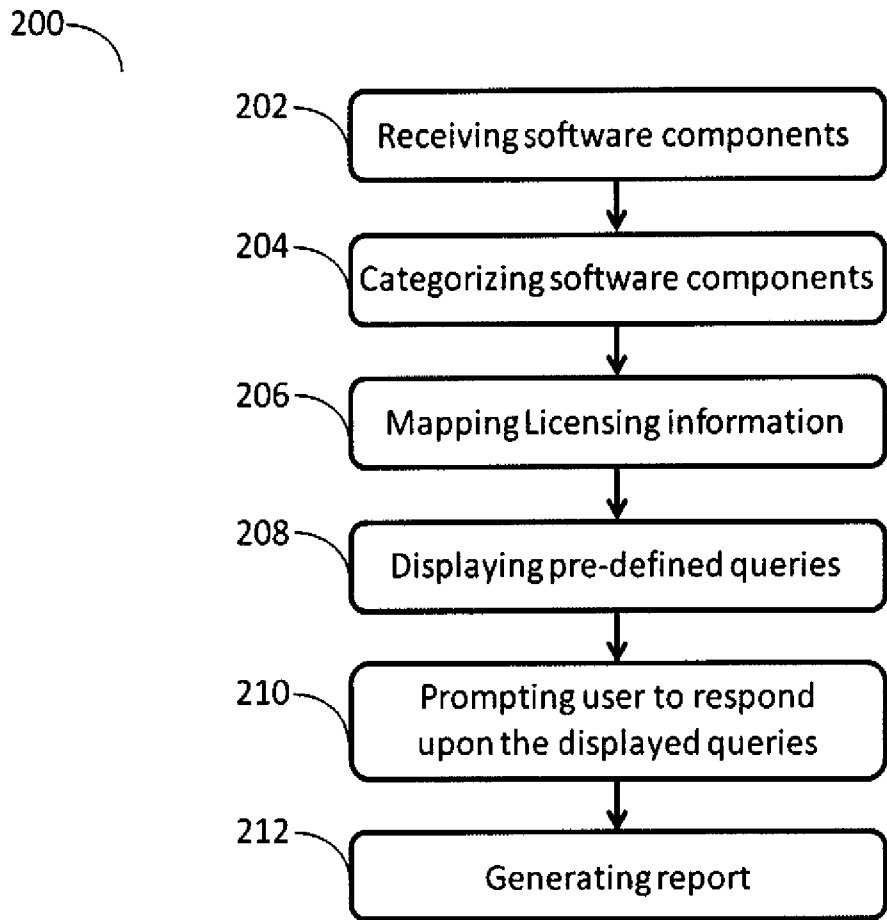 200
202
Receiving software components
204
Categorizing software components
206
Mapping Licensing information
208
Displaying pre-defined queries
210
Prompting user to respond
upon the displayed queries
212
Generating report